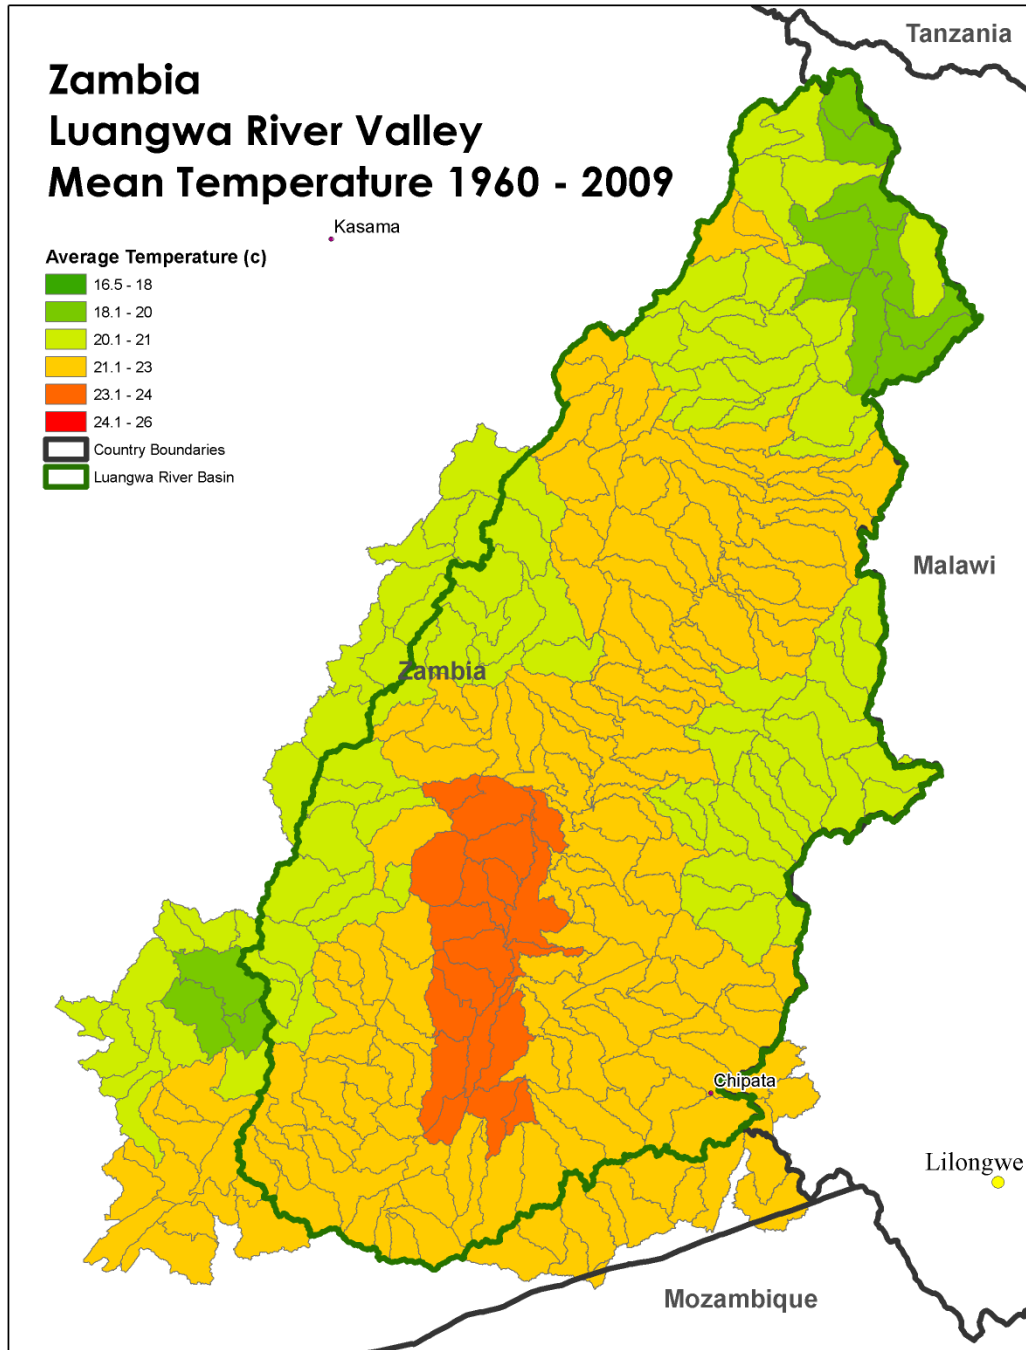 Tanzania
Zambia
Luangwa River Valley
Mean Temperature 1960 - 2009
Kasama
Average Temperature (c)
16.5 - 18
18.1 - 20
20.1 - 21
21.1 - 23
23.1 - 24
24.1 - 26
Country Boundaries
Luangwa River Basin
Malawi
Zambia
Chipata
Lilongwe
Mozambique